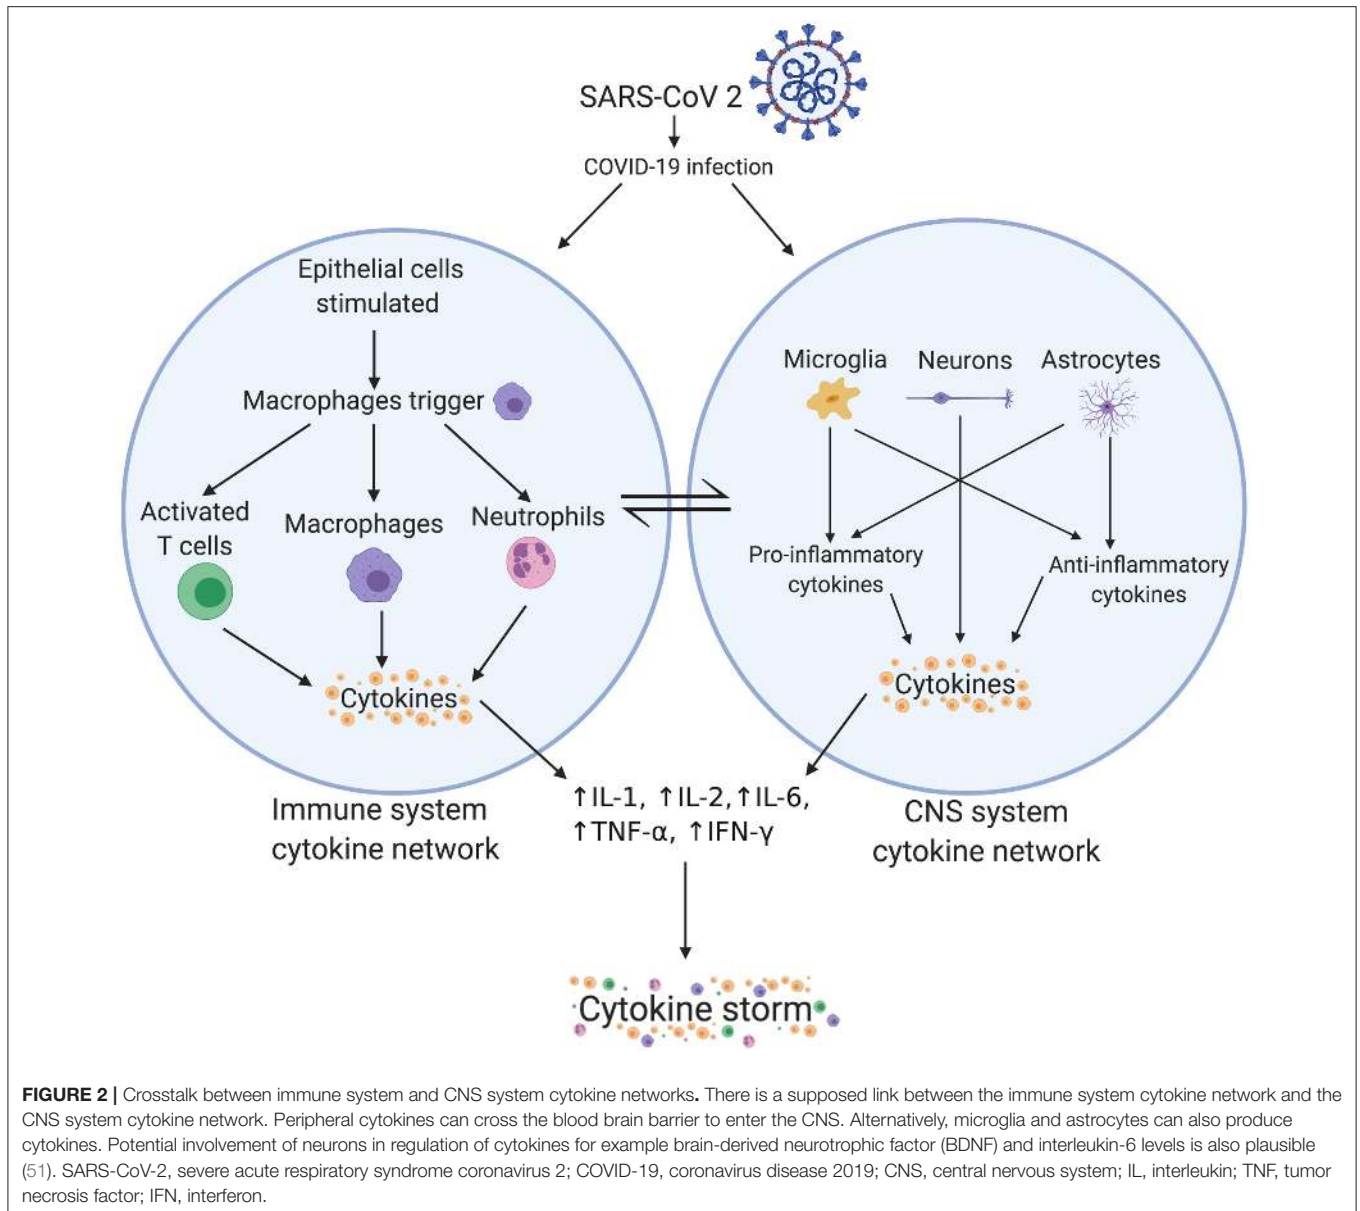 SARS-CoV 2
COVID-19 infection
Epithelial cells
stimulated
Macrophages trigger
Activated
T cells
Macrophages
Neutrophils
Cytokines
Immune system
cytokine network
Microglia
Neurons
Astrocytes
Pro-inflammatory
cytokines
Anti-inflammatory
cytokines
Cytokines
CNS system
cytokine network
↑IL-1, ↑IL-2,↑IL-6,
↑TNF-α, ↑IFN-γ
Cytokine storm
FIGURE 2 | Crosstalk between immune system and CNS system cytokine networks. There is a supposed link between the immune system cytokine network and the
CNS system cytokine network. Peripheral cytokines can cross the blood brain barrier to enter the CNS. Alternatively, microglia and astrocytes can also produce
cytokines. Potential involvement of neurons in regulation of cytokines for example brain-derived neurotrophic factor (BDNF) and interleukin-6 levels is also plausible
(51). SARS-CoV-2, severe acute respiratory syndrome coronavirus 2; COVID-19, coronavirus disease 2019; CNS, central nervous system; IL, interleukin; TNF, tumor
necrosis factor; IFN, interferon.